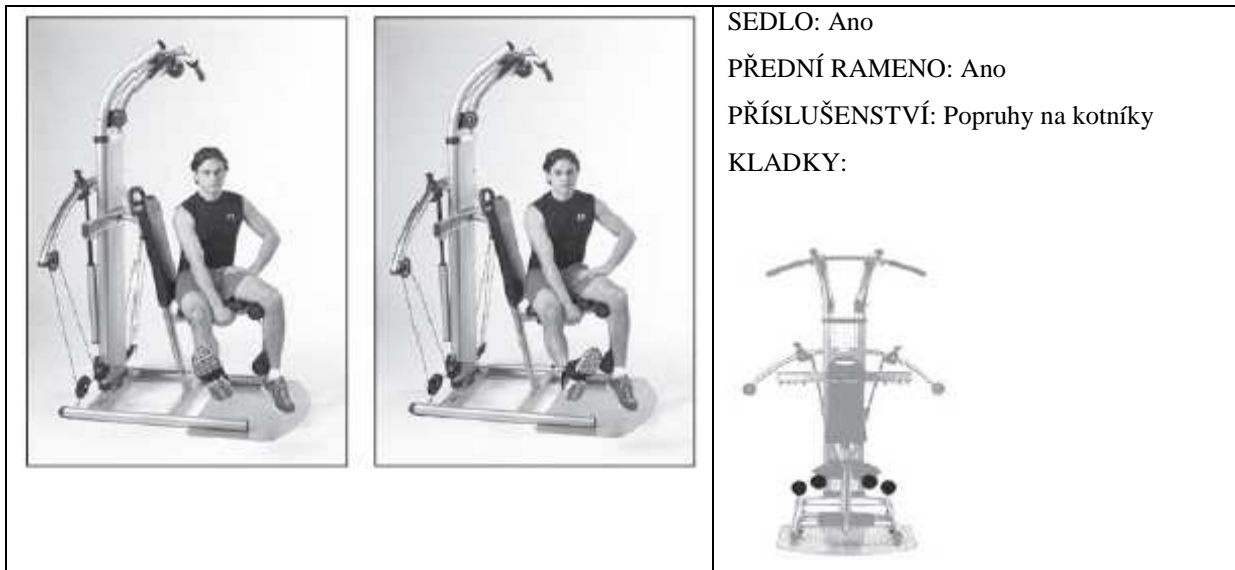 SEDLO: Ano
PŘEDNÍ RAMENO: Ano
PŘÍSLUŠENSTVÍ: Popruhy na kotníky
KLADKY: